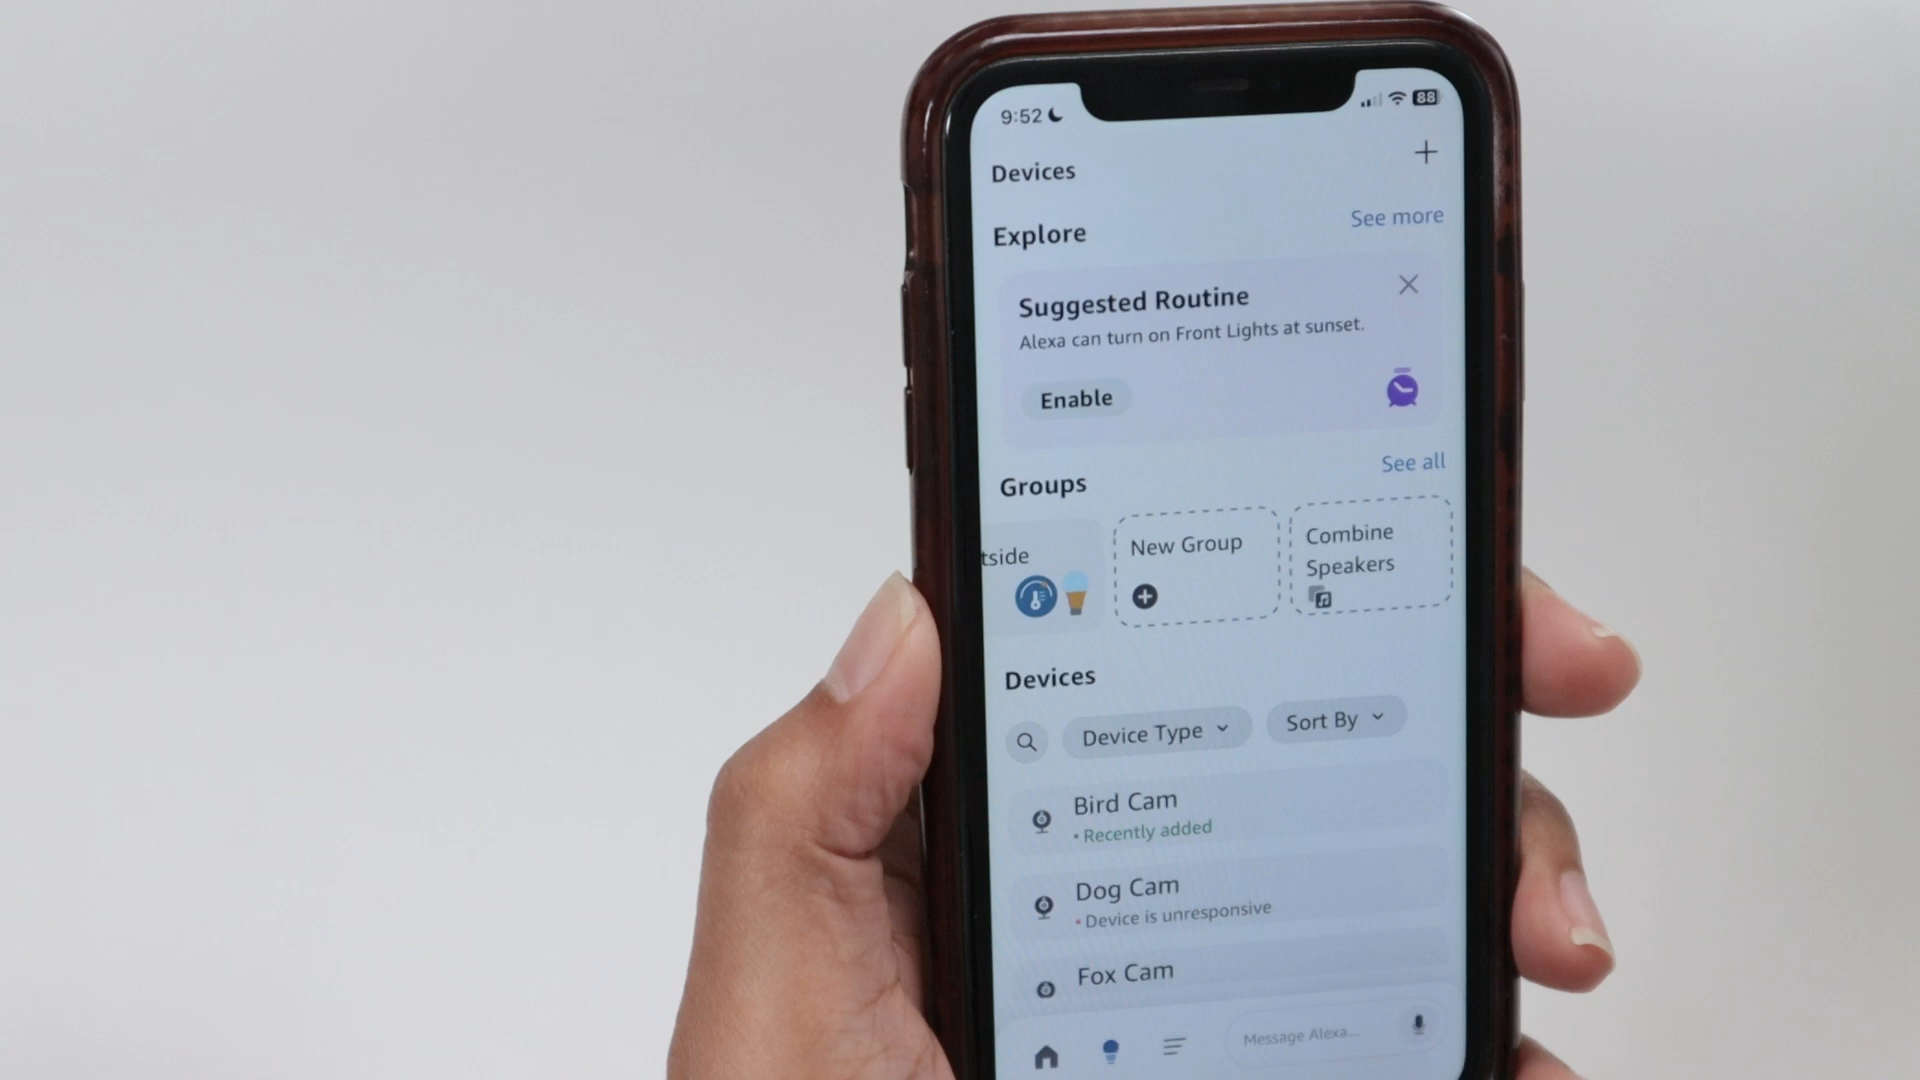 9:52
88
Devices
Explore
See more
Suggested Routine
Alexa can turn on Front Lights at sunset.
Enable
Groups
See all
tside
New Group
Combine
Speakers
Devices
Device Type
Sort By
Bird Cam
• Recently added
Dog Cam
• Device is unresponsive
Fox Cam
Message Alexa...